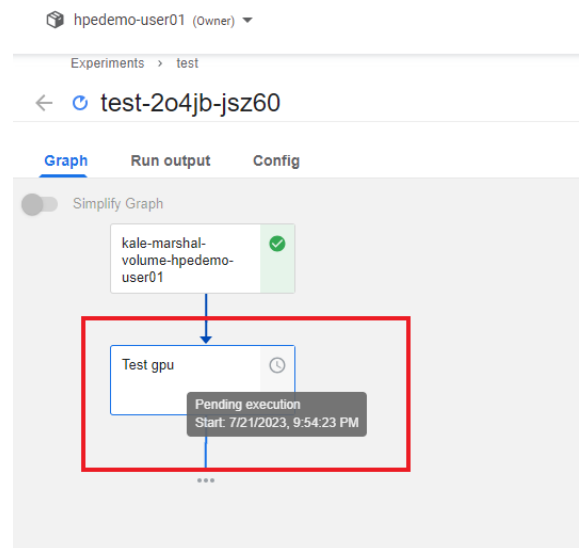 hpedemo-user01 (Owner)
Experiments > test
test-2o4jb-jsz60
Graph Run output Config
Simplify Graph
kale-marshal-
volume-hpedemo-
user01
Test gpu
Pending execution
Start: 7/21/2023, 9:54:23 PM